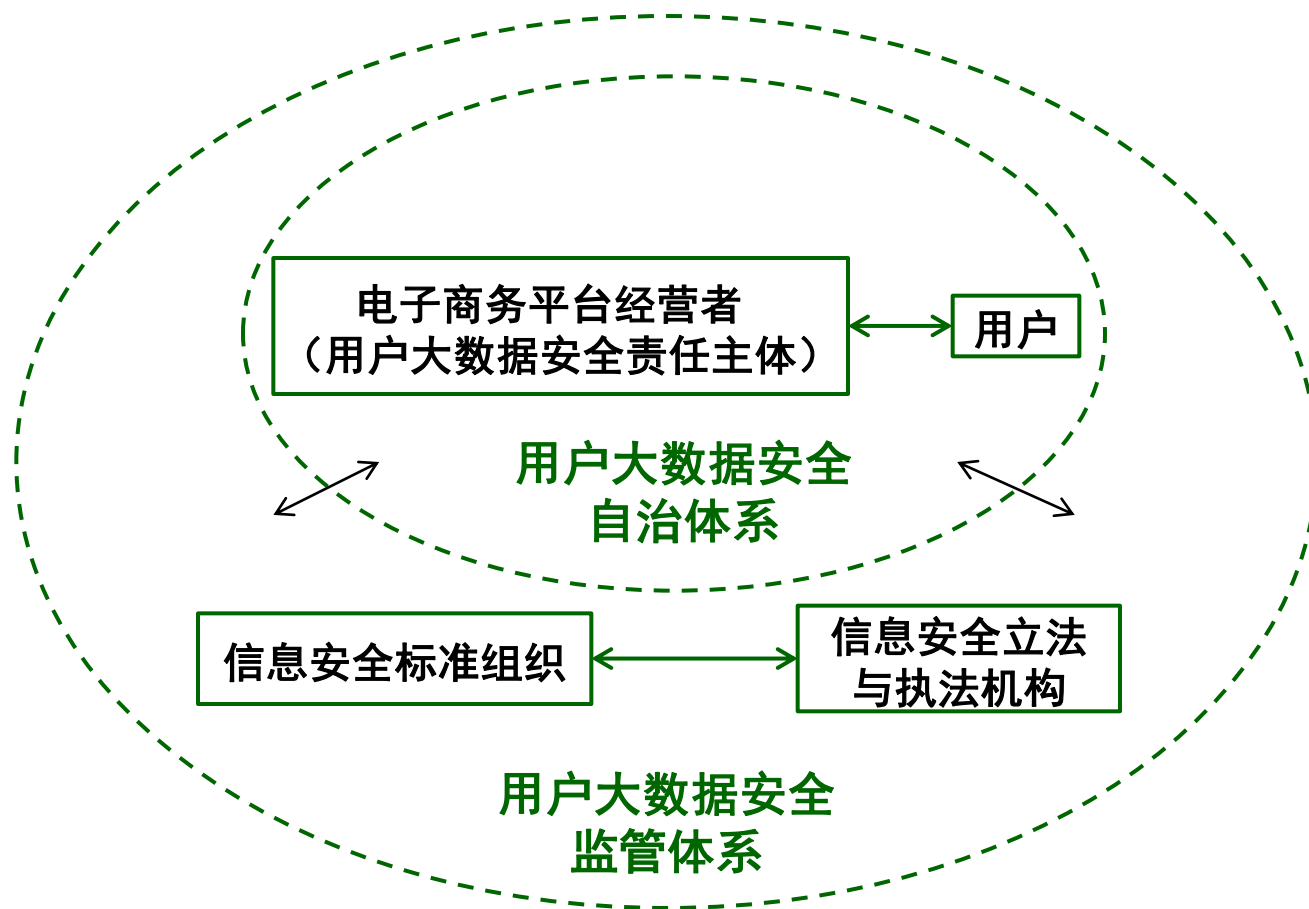 电子商务平台经营者
（用户大数据安全责任主体）
用户
用户大数据安全
自治体系
信息安全标准组织
信息安全立法
与执法机构
用户大数据安全
监管体系